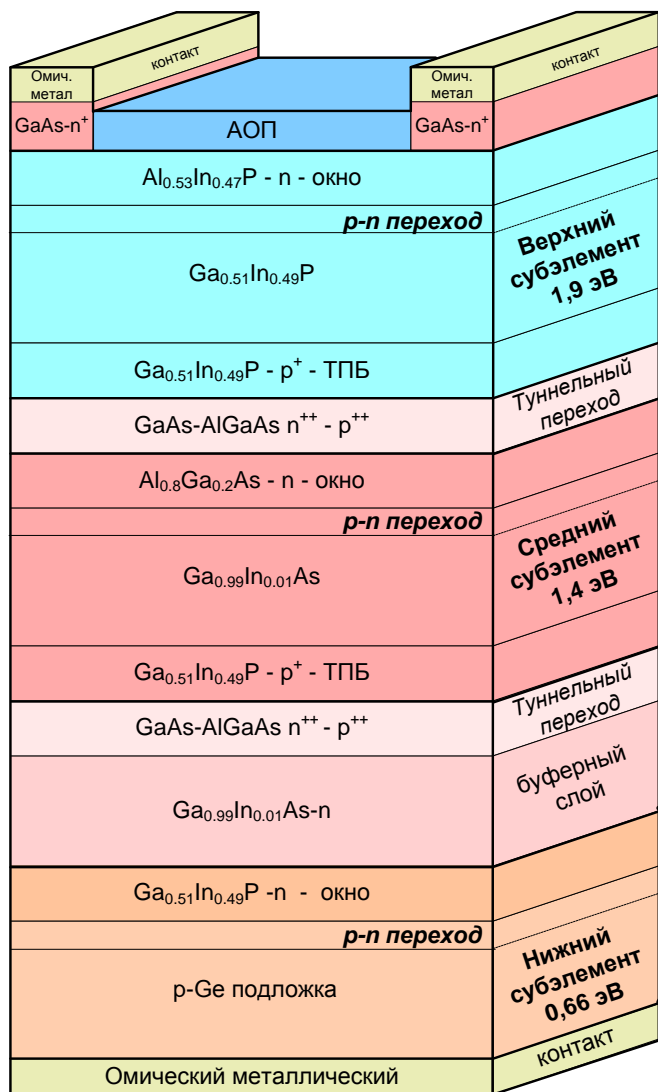 Омич.
метал
контакт
GaAs-n⁺
АОП
Омич.
метал
контакт
GaAs-n⁺
Al₀.₅₃In₀.₄₇P - n - окно
p-n переход
Ga₀.₅₁In₀.₄₉P
Верхний
субэлемент
1,9 эВ
Ga₀.₅₁In₀.₄₉P - p⁺ - ТПБ
GaAs-AlGaAs n⁺⁺ - p⁺⁺
Туннельный
переход
Al₀.₈Ga₀.₂As - n - окно
p-n переход
Ga₀.₉₉In₀.₀₁As
Средний
субэлемент
1,4 эВ
Ga₀.₅₁In₀.₄₉P - p⁺ - ТПБ
GaAs-AlGaAs n⁺⁺ - p⁺⁺
Туннельный
переход
Ga₀.₉₉In₀.₀₁As-n
буферный
слой
Ga₀.₅₁In₀.₄₉P -n - окно
p-n переход
p-Ge подложка
Нижний
субэлемент
0,66 эВ
Омический металлический
контакт